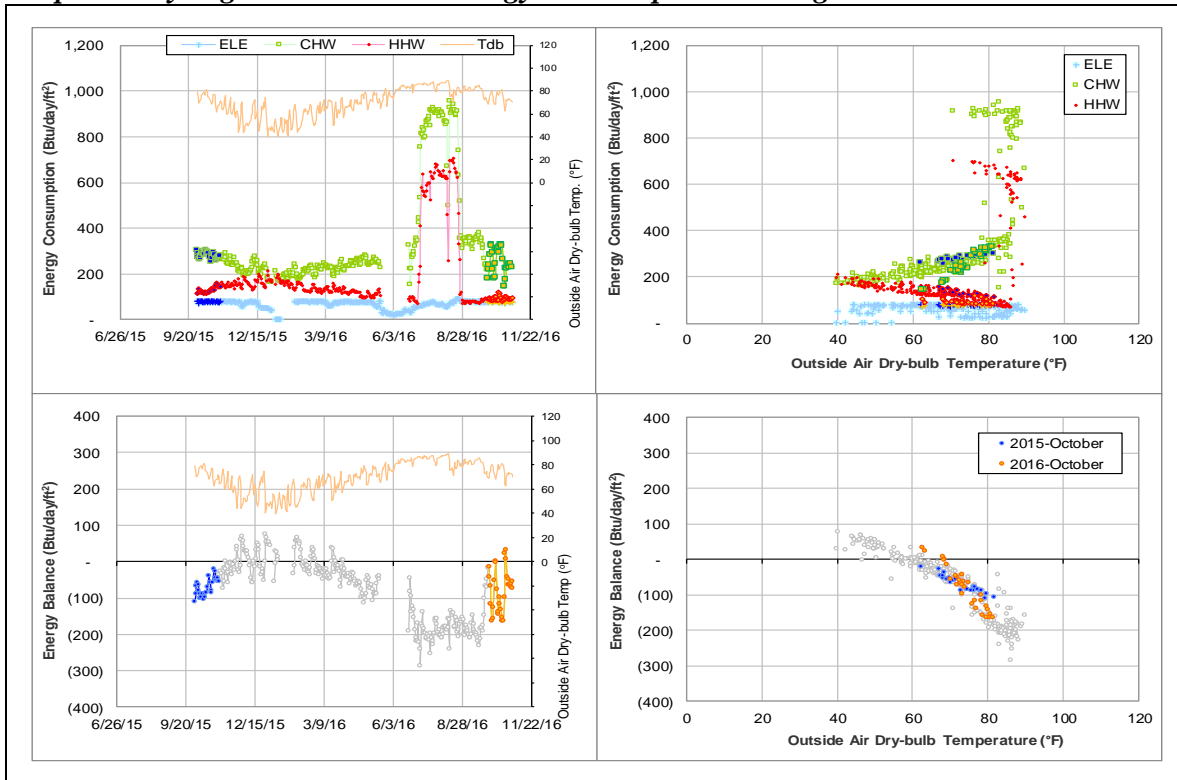 ELE CHW HHW Tdb
1,200
1,000
800
600
400
200
-
Energy Consumption (Btu/day/ft²)
120
100
80
60
40
20
0
Outside Air Dry-bulb Temp. (°F)
6/26/15 9/20/15 12/15/15 3/9/16 6/3/16 8/28/16 11/22/16
1,200
1,000
800
600
400
200
-
Energy Consumption (Btu/day/ft²)
ELE
CHW
HHW
0 20 40 60 80 100 120
Outside Air Dry-bulb Temperature (°F)
400
300
200
100
-
(100)
(200)
(300)
(400)
Energy Balance (Btu/day/ft²)
120
100
80
60
40
20
0
Outside Air Dry-bulb Temp (°F)
6/26/15 9/20/15 12/15/15 3/9/16 6/3/16 8/28/16 11/22/16
400
300
200
100
-
(100)
(200)
(300)
(400)
Energy Balance (Btu/day/ft²)
2015-October
2016-October
0 20 40 60 80 100 120
Outside Air Dry-bulb Temperature (°F)